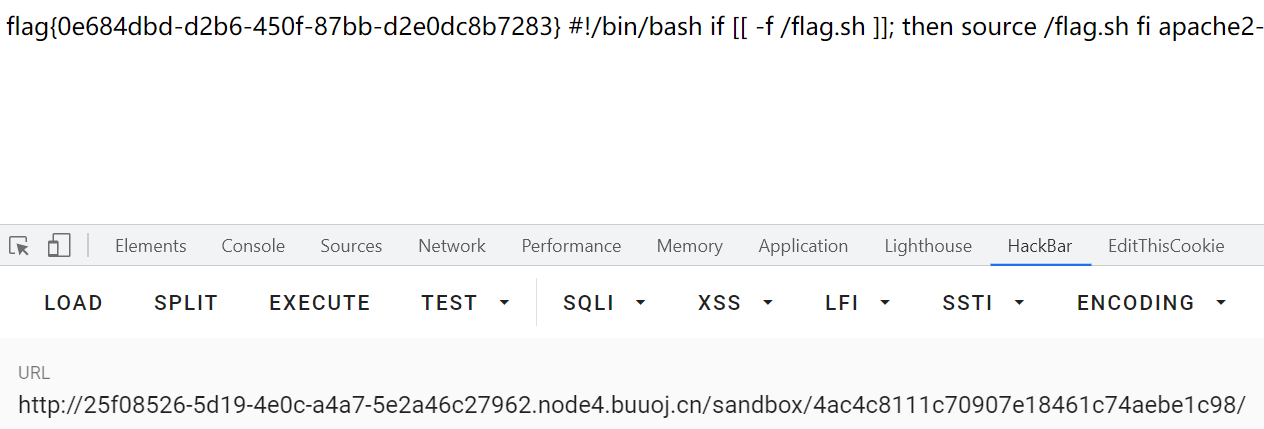 flag{0e684dbd-d2b6-450f-87bb-d2e0dc8b7283} #!/bin/bash if [[ -f /flag.sh ]]; then source /flag.sh fi apache2-
Elements Console Sources Network Performance Memory Application Lighthouse HackBar EditThisCookie
LOAD SPLIT EXECUTE TEST SQLI XSS LFI SSTI ENCODING
URL
http://25f08526-5d19-4e0c-a4a7-5e2a46c27962.node4.buuoj.cn/sandbox/4ac4c8111c70907e18461c74aebe1c98/